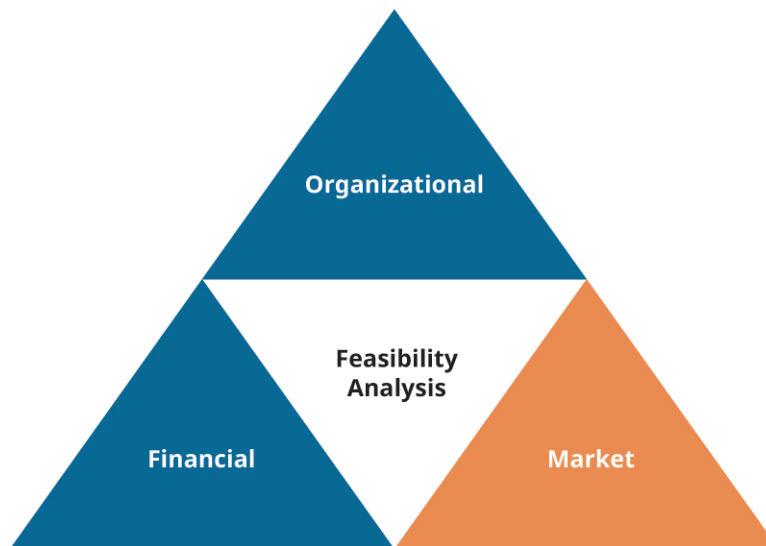 Organizational
Feasibility
Analysis
Financial
Market